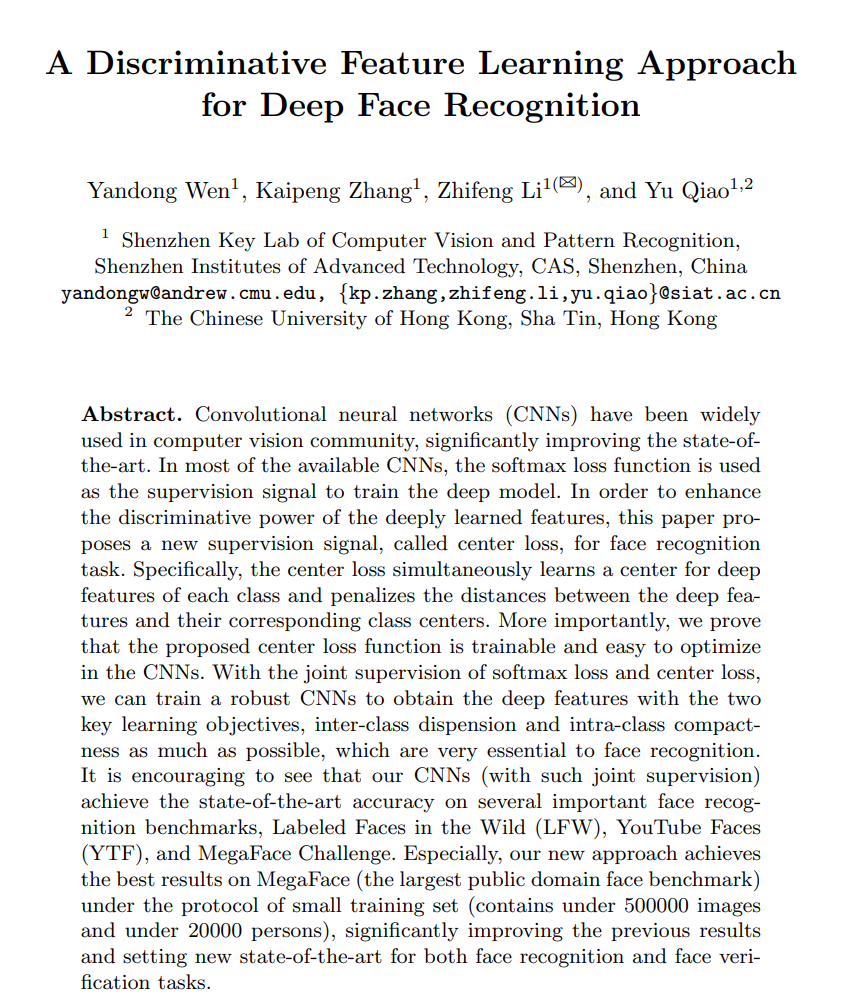 A Discriminative Feature Learning Approach
for Deep Face Recognition
Yandong Wen1, Kaipeng Zhang1, Zhifeng Li1(✉), and Yu Qiao1,2
1 Shenzhen Key Lab of Computer Vision and Pattern Recognition,
Shenzhen Institutes of Advanced Technology, CAS, Shenzhen, China
yandongw@andrew.cmu.edu, {kp.zhang,zhifeng.li,yu.qiao}@siat.ac.cn
2 The Chinese University of Hong Kong, Sha Tin, Hong Kong
Abstract. Convolutional neural networks (CNNs) have been widely
used in computer vision community, significantly improving the state-of-
the-art. In most of the available CNNs, the softmax loss function is used
as the supervision signal to train the deep model. In order to enhance
the discriminative power of the deeply learned features, this paper pro-
poses a new supervision signal, called center loss, for face recognition
task. Specifically, the center loss simultaneously learns a center for deep
features of each class and penalizes the distances between the deep fea-
tures and their corresponding class centers. More importantly, we prove
that the proposed center loss function is trainable and easy to optimize
in the CNNs. With the joint supervision of softmax loss and center loss,
we can train a robust CNNs to obtain the deep features with the two
key learning objectives, inter-class dispension and intra-class compact-
ness as much as possible, which are very essential to face recognition.
It is encouraging to see that our CNNs (with such joint supervision)
achieve the state-of-the-art accuracy on several important face recog-
nition benchmarks, Labeled Faces in the Wild (LFW), YouTube Faces
(YTF), and MegaFace Challenge. Especially, our new approach achieves
the best results on MegaFace (the largest public domain face benchmark)
under the protocol of small training set (contains under 500000 images
and under 20000 persons), significantly improving the previous results
and setting new state-of-the-art for both face recognition and face veri-
fication tasks.